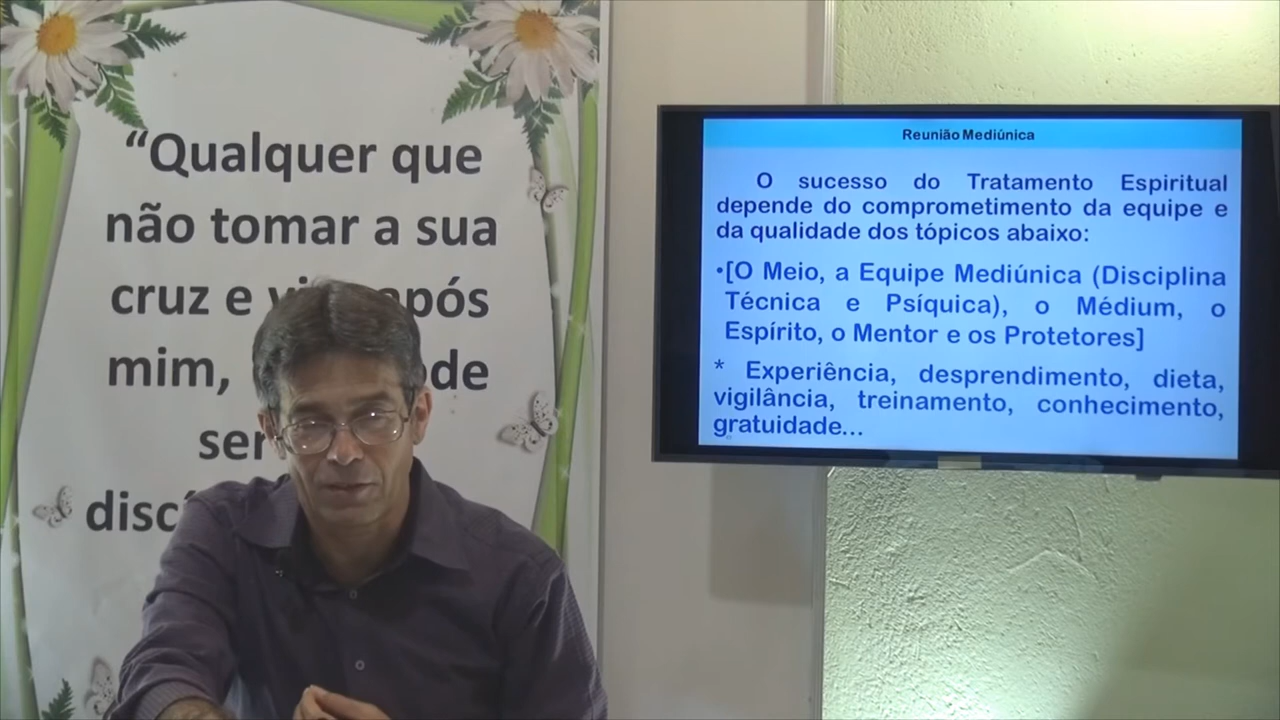 “Qualquer que
não tomar a sua
cruz e após
mim,
Reunião Mediúnica
O sucesso do Tratamento Espiritual
depende do comprometimento da equipe e
da qualidade dos tópicos abaixo:
•[O Meio, a Equipe Mediúnica (Disciplina
Técnica e Psíquica), o Médium, o
Espírito, o Mentor e os Protetores]
* Experiência, desprendimento, dieta,
vigilância, treinamento, conhecimento,
gratuidade...